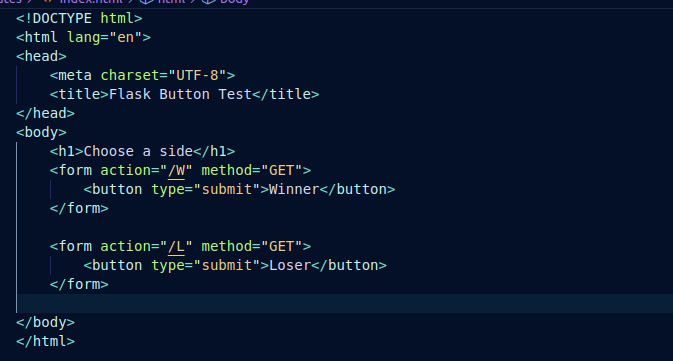 index.html html body
<!DOCTYPE html>
<html lang="en">
<head>
    <meta charset="UTF-8">
    <title>Flask Button Test</title>
</head>
<body>
    <h1>Choose a side</h1>
    <form action="/W" method="GET">
        <button type="submit">Winner</button>
    </form>

    <form action="/L" method="GET">
        <button type="submit">Loser</button>
    </form>

</body>
</html>